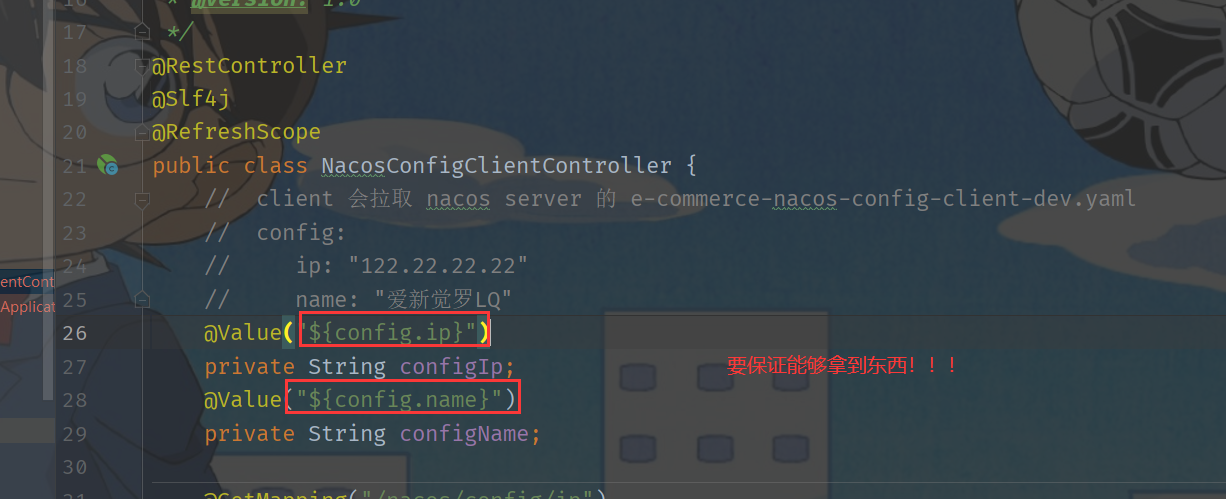 16 * @version: 1.0
17 */
18 @RestController
19 @Slf4j
20 @RefreshScope
21 public class NacosConfigClientController {
22 // client 会拉取 nacos server 的 e-commerce-nacos-config-client-dev.yaml
23 // config:
24 // ip: "122.22.22.22"
entCont
25 // name: "爱新觉罗LQ"
Applicat
26 @Value("${config.ip}")
27 private String configIp;
要保证能够拿到东西！！！
28 @Value("${config.name}")
29 private String configName;
30
31 @GetMapping("/nacos/config/ip")